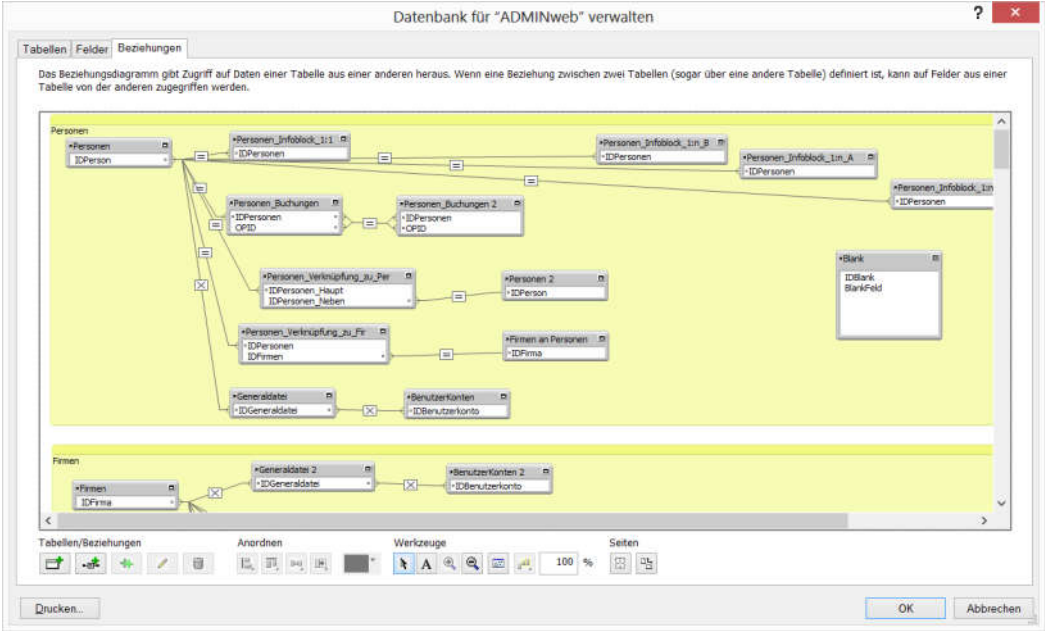 Datenbank für "ADMINweb" verwalten
?
×
Tabellen
Felder
Beziehungen
Das Beziehungsdiagramm gibt Zugriff auf Daten einer Tabelle aus einer anderen heraus. Wenn eine Beziehung zwischen zwei Tabellen (sogar über eine andere Tabelle) definiert ist, kann auf Felder aus einer
Tabelle von der anderen zugegriffen werden.
Personen
Personen
IDPerson
Personen_Infoblock_1:1
IDPersonen
Personen_Infoblock_1:n_B
IDPersonen
Personen_Infoblock_1:n_A
IDPersonen
Personen_Infoblock_1:n
IDPersonen
Personen_Buchungen
IDPersonen
OPID
Personen_Buchungen 2
IDPersonen
OPID
Blank
IDBlank
BlankFeld
Personen_Verknüpfung_zu_Per
IDPersonen_Haupt
IDPersonen_Neben
Personen 2
IDPerson
Personen_Verknüpfung_zu_Fir
IDPersonen
IDFirmen
Firmen an Personen
IDFirma
Generaldatei
IDGeneraldatei
BenutzerKonten
IDBenutzerkonto
Firmen
Generaldatei 2
IDGeneraldatei
BenutzerKonten 2
IDBenutzerkonto
Firmen
IDFirma
Tabellen/Beziehungen
Anordnen
Werkzeuge
Seiten
A
100 %
Drucken...
OK
Abbrechen